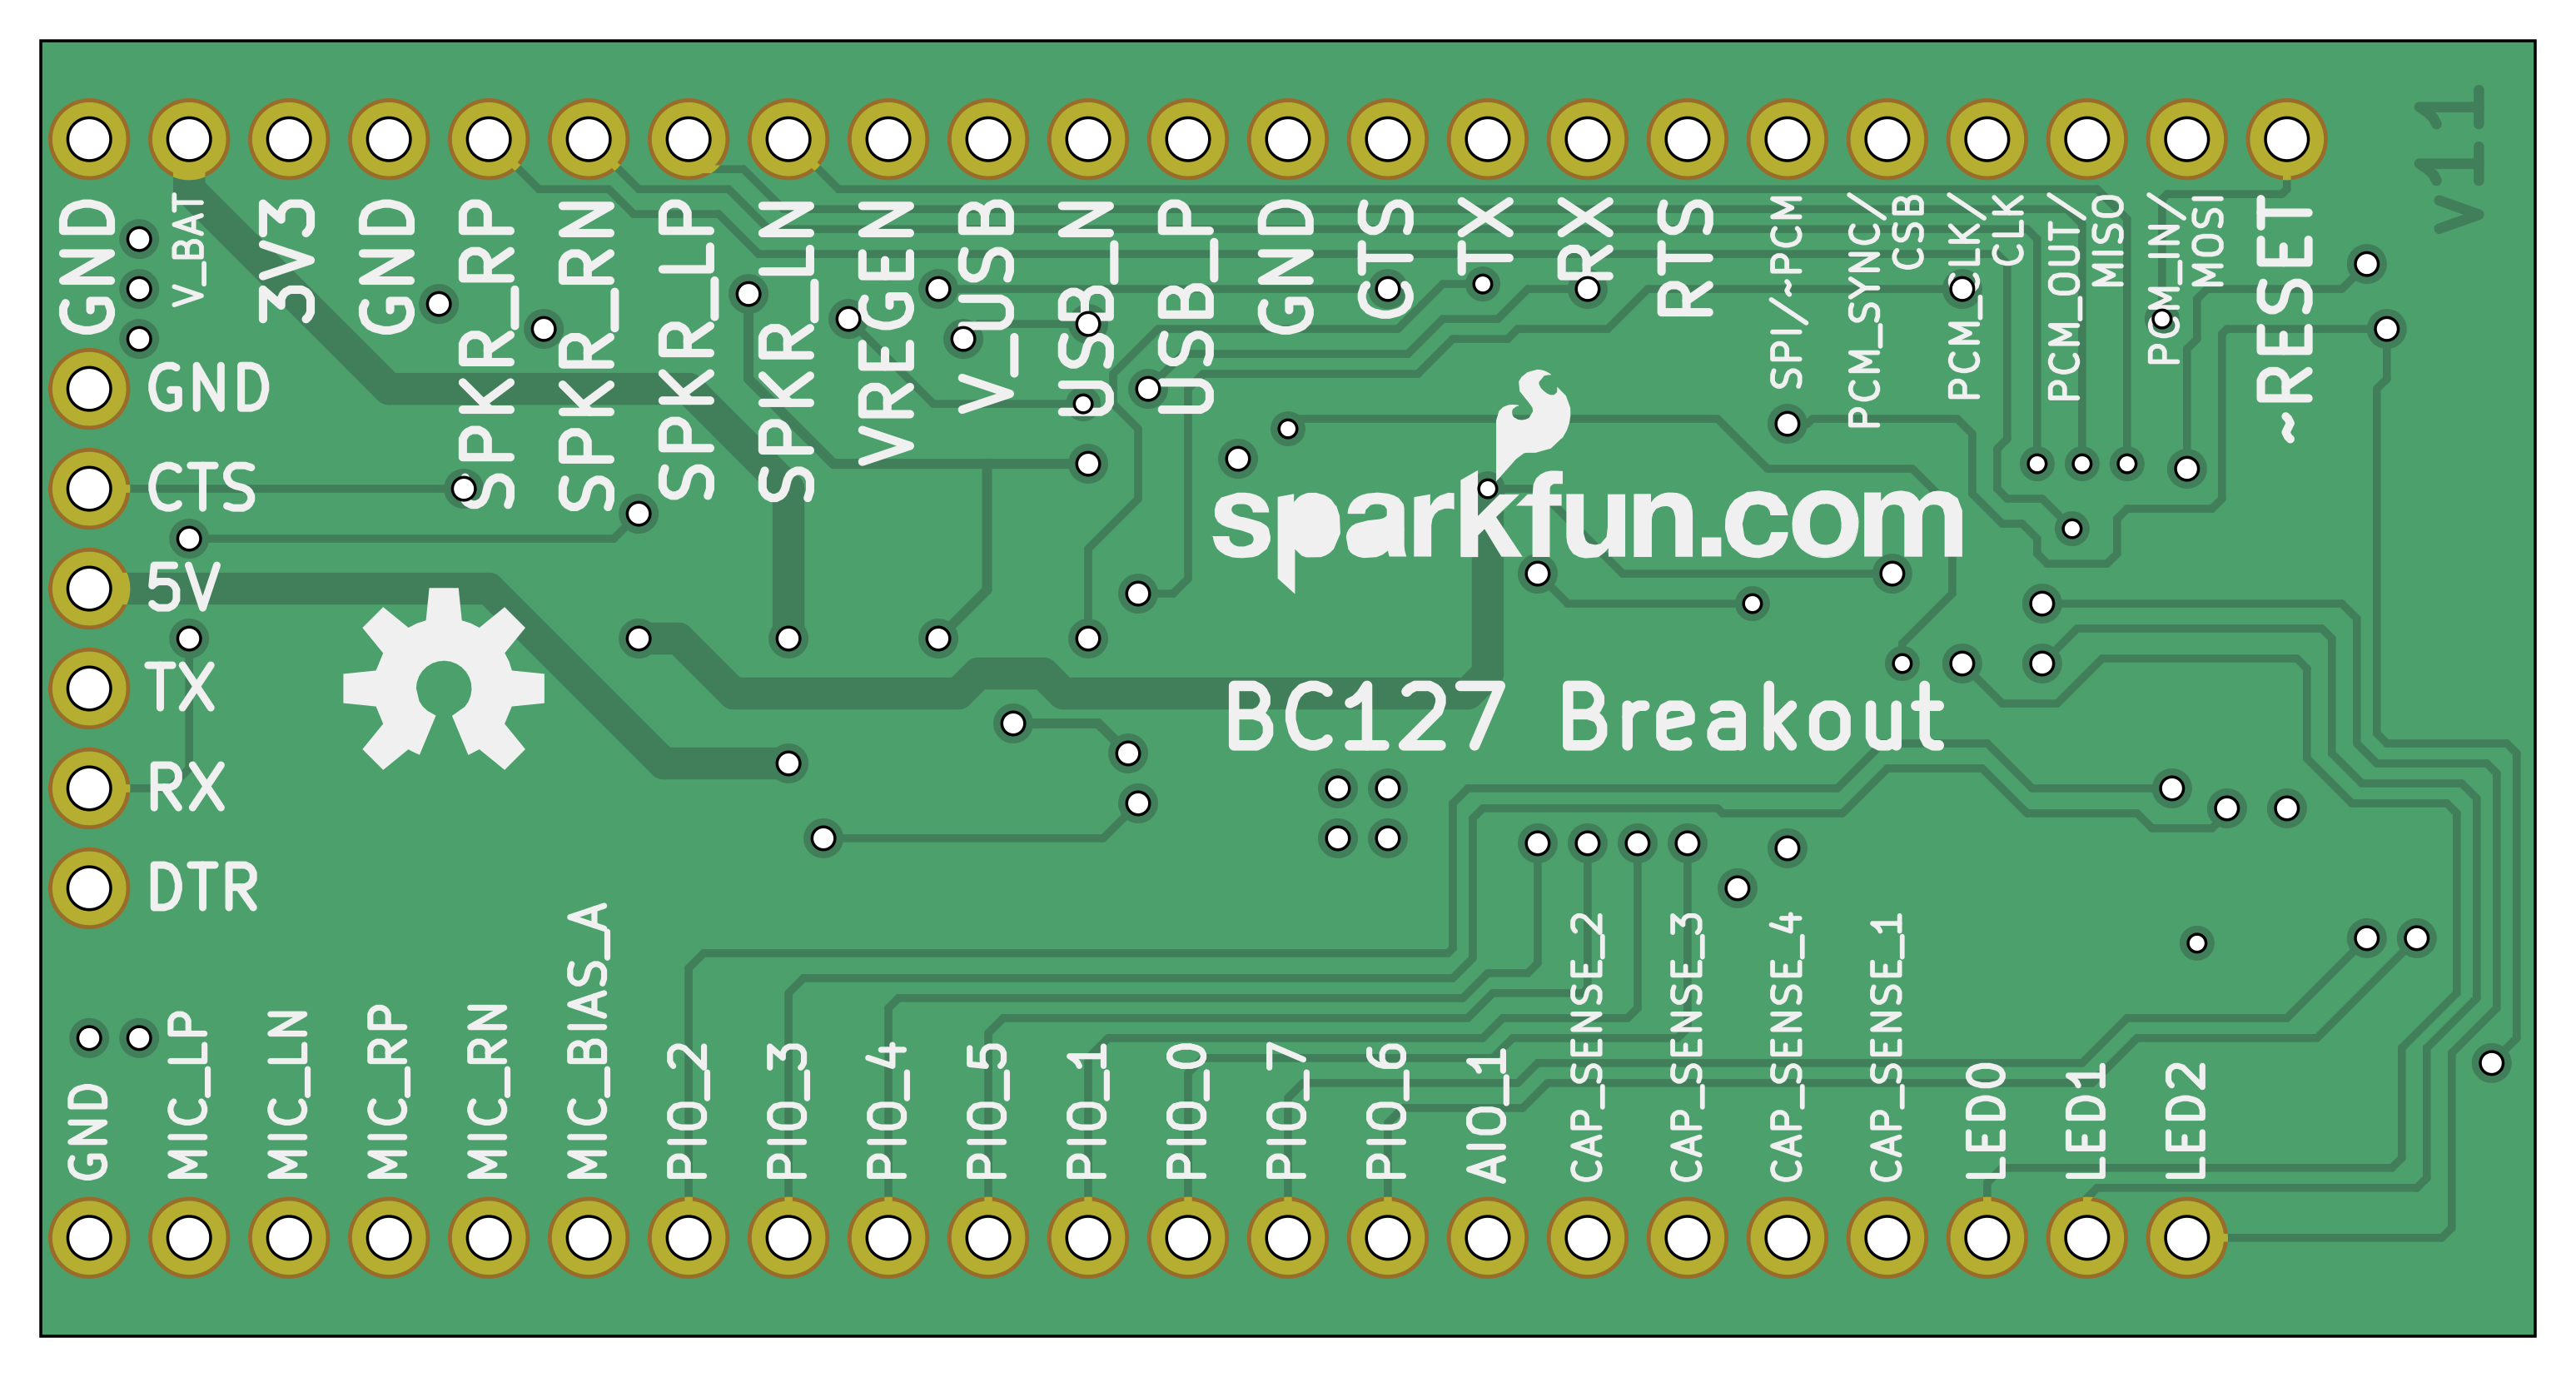 v11
GND
V_BAT
3V3
GND
SPKR_RP
SPKR_RN
SPKR_LP
SPKR_LN
VREGEN
V_USB
USB_N
USB_P
GND
CTS
TX
RX
RTS
SPI/~PCM
PCM_SYNC/
CSB
PCM_CLK/
CLK
PCM_OUT/
MISO
PCM_IN/
MOSI
~RESET
GND
CTS
5V
TX
RX
DTR
sparkfun.com
BC127 Breakout
GND
MIC_LP
MIC_LN
MIC_RP
MIC_RN
MIC_BIAS_A
PIO_2
PIO_3
PIO_4
PIO_5
PIO_1
PIO_0
PIO_7
PIO_6
AIO_1
CAP_SENSE_2
CAP_SENSE_3
CAP_SENSE_4
CAP_SENSE_1
LED0
LED1
LED2